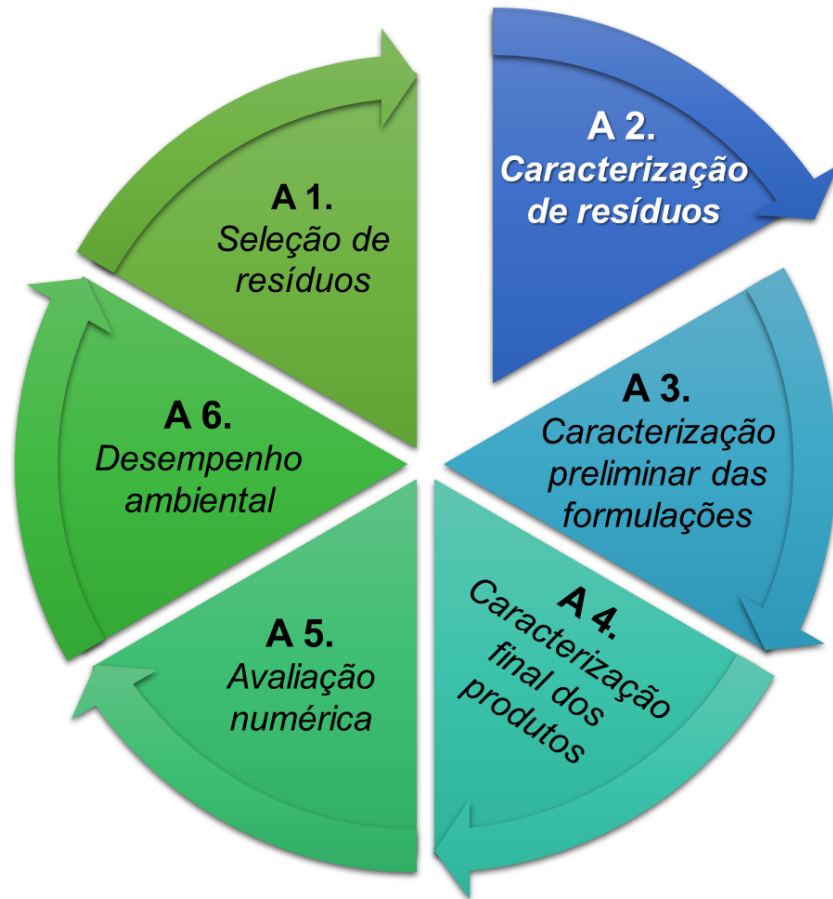 A 1.
Seleção de
resíduos
A 2.
Caracterização
de resíduos
A 3.
Caracterização
preliminar das
formulações
A 4.
Caracterização
final dos
produtos
A 5.
Avaliação
numérica
A 6.
Desempenho
ambiental